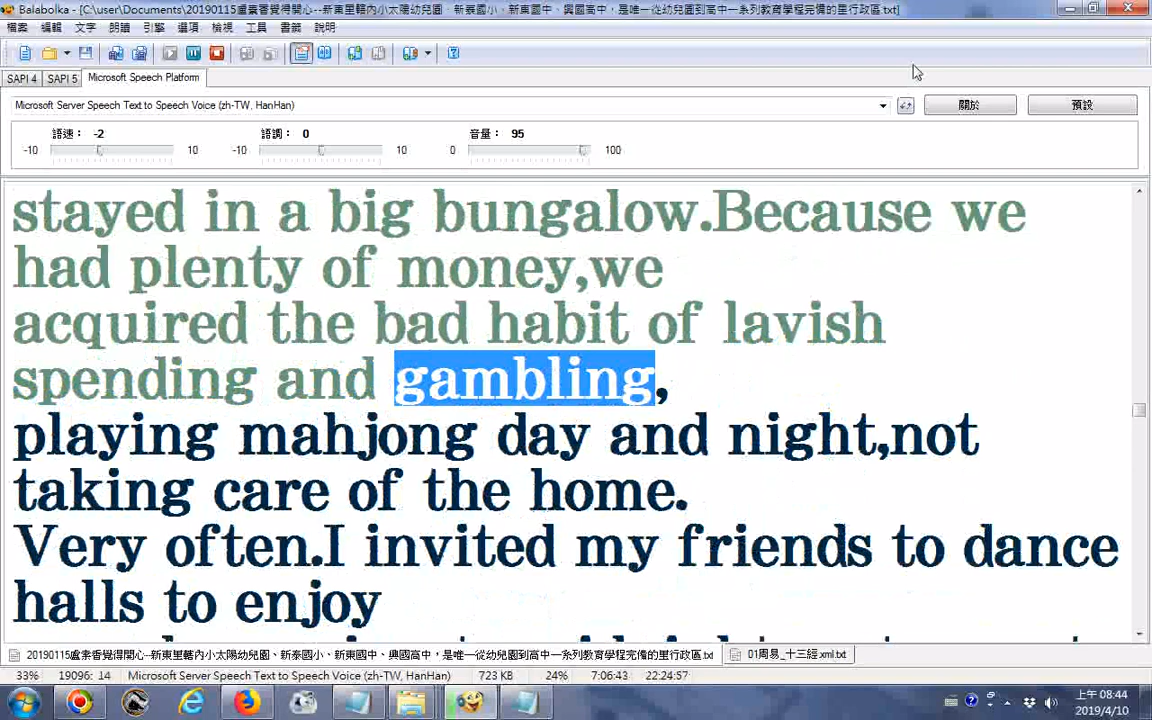 Balabolka - [C:\user\Documents\20190115盧素香覺得開心--新東里轄內小太陽幼兒園、新泰國小、新東國中、興國高中，是唯一從幼兒園到高中一系列教育學程完備的里行政區.txt]
檔案 編輯 文字 朗讀 引擎 選項 檢視 工具 書籤 說明
SAPI 4 SAPI 5 Microsoft Speech Platform
Microsoft Server Speech Text to Speech Voice (zh-TW, HanHan) 關於 預設
語速： -2 語調： 0 音量： 95
-10 10 -10 10 0 100
stayed in a big bungalow.Because we
had plenty of money,we
acquired the bad habit of lavish
spending and gambling,
playing mahjong day and night,not
taking care of the home.
Very often.I invited my friends to dance
halls to enjoy
20190115盧素香覺得開心--新東里轄內小太陽幼兒園、新泰國小、新東國中、興國高中，是唯一從幼兒園到高中一系列教育學程完備的里行政區.txt 01周易_十三經.xml.txt
33% 19096: 14 Microsoft Server Speech Text to Speech Voice (zh-TW, HanHan) 723 KB 24% 7:06:43 22:24:57
上午 08:44
2019/4/10